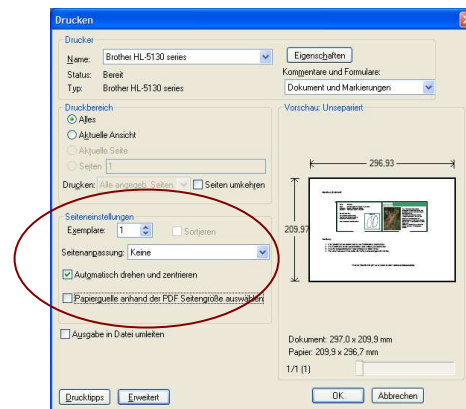 Drucken
Drucker
Name: Brother HL-5130 series
Eigenschaften
Status: Bereit
Kommentare und Formulare:
Typ: Brother HL-5130 series
Dokument und Markierungen
Druckbereich
Alles
Aktuelle Ansicht
Aktuelle Seite
Seiten 1
Drucken: Alle angegeb. Seiten
Seiten umkehren
Seiteneinstellungen
Exemplare: 1
Sortieren
Seitenanpassung: Keine
Automatisch drehen und zentrieren
Papierquelle anhand der PDF Seitengröße auswählen
Ausgabe in Datei umleiten
Vorschau: Unsepariert
296,93
209,97
Dokument: 297,0 x 209,9 mm
Papier: 209,9 x 296,7 mm
1/1 (1)
Drucktipps
Erweitert
OK
Abbrechen